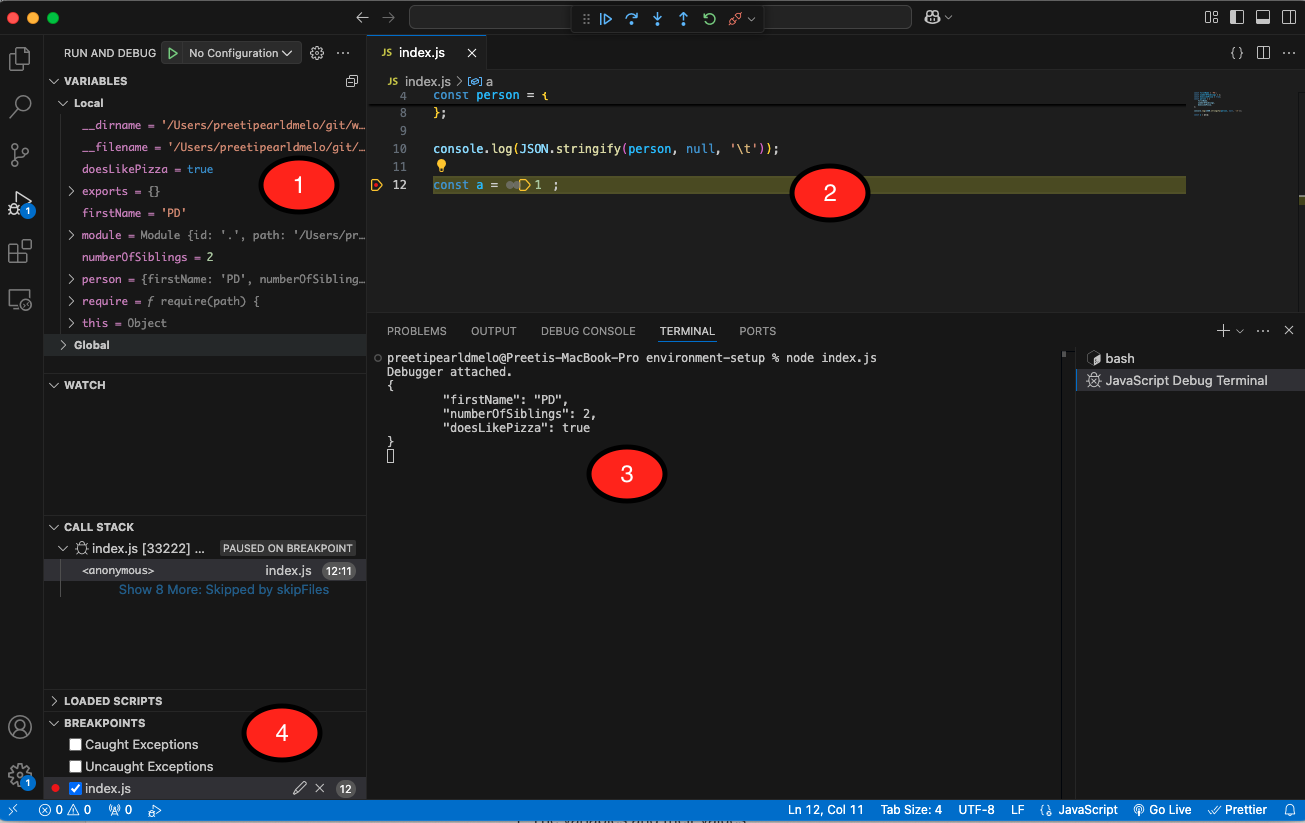 RUN AND DEBUG No Configuration
VARIABLES
Local
__dirname = '/Users/preetipearldmelo/git/w…
__filename = '/Users/preetipearldmelo/git/…
doesLikePizza = true
exports = {}
firstName = 'PD'
module = Module {id: '.', path: '/Users/pr…
numberOfSiblings = 2
person = {firstName: 'PD', numberOfSibling…
require = ƒ require(path) {
this = Object
Global
1
WATCH
CALL STACK
index.js [33222] ... PAUSED ON BREAKPOINT
<anonymous> index.js 12:11
Show 8 More: Skipped by skipFiles
LOADED SCRIPTS
BREAKPOINTS
Caught Exceptions
Uncaught Exceptions
index.js 12
4
1
1
JS index.js
JS index.js > a
4 const person = {
8 };
9
10 console.log(JSON.stringify(person, null, '\t'));
11
12 const a = 1 ;
2
PROBLEMS OUTPUT DEBUG CONSOLE TERMINAL PORTS
preetipearldmelo@Preetis-MacBook-Pro environment-setup % node index.js
Debugger attached.
{
"firstName": "PD",
"numberOfSiblings": 2,
"doesLikePizza": true
}
3
bash
JavaScript Debug Terminal
0 0 0 Ln 12, Col 11 Tab Size: 4 UTF-8 LF JavaScript Go Live Prettier